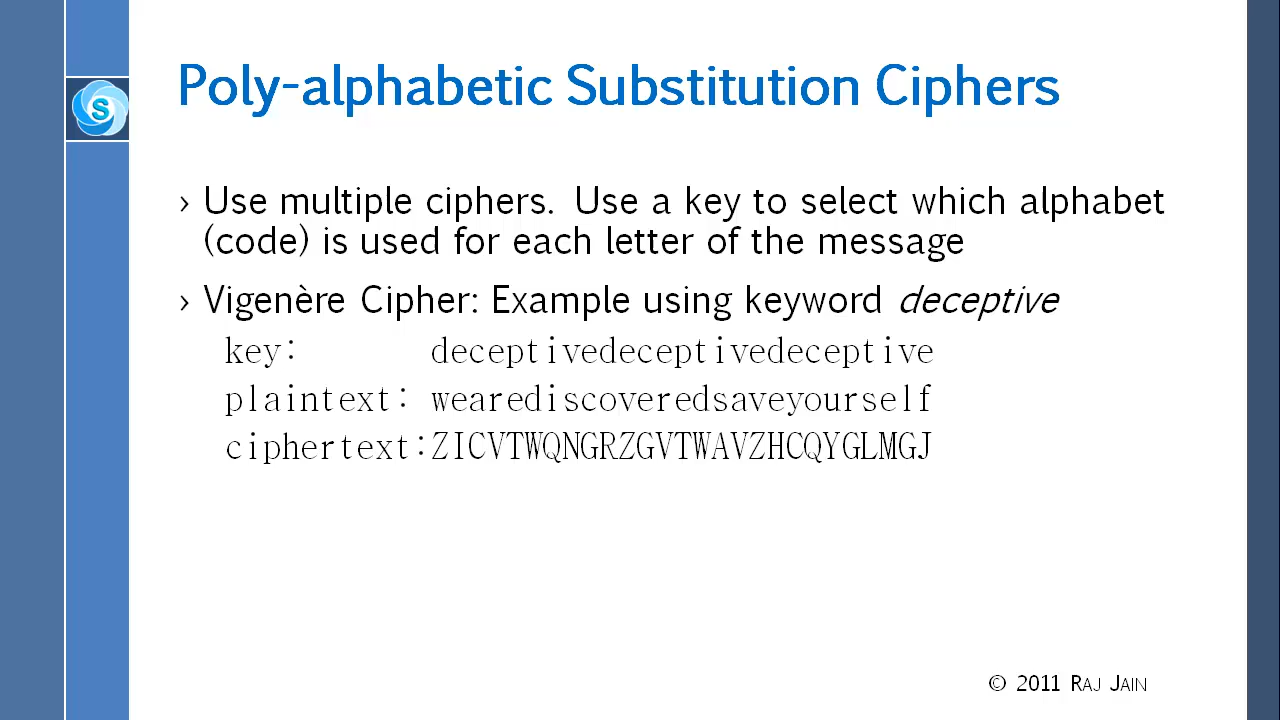 S
Poly-alphabetic Substitution Ciphers
› Use multiple ciphers. Use a key to select which alphabet
(code) is used for each letter of the message
› Vigenère Cipher: Example using keyword deceptive
key: deceptivedeceptivedeceptive
plaintext: wearediscoveredsaveyourself
ciphertext:ZICVTWQNGRZGVTWAVZHCQYGLMGJ
© 2011 RAJ JAIN